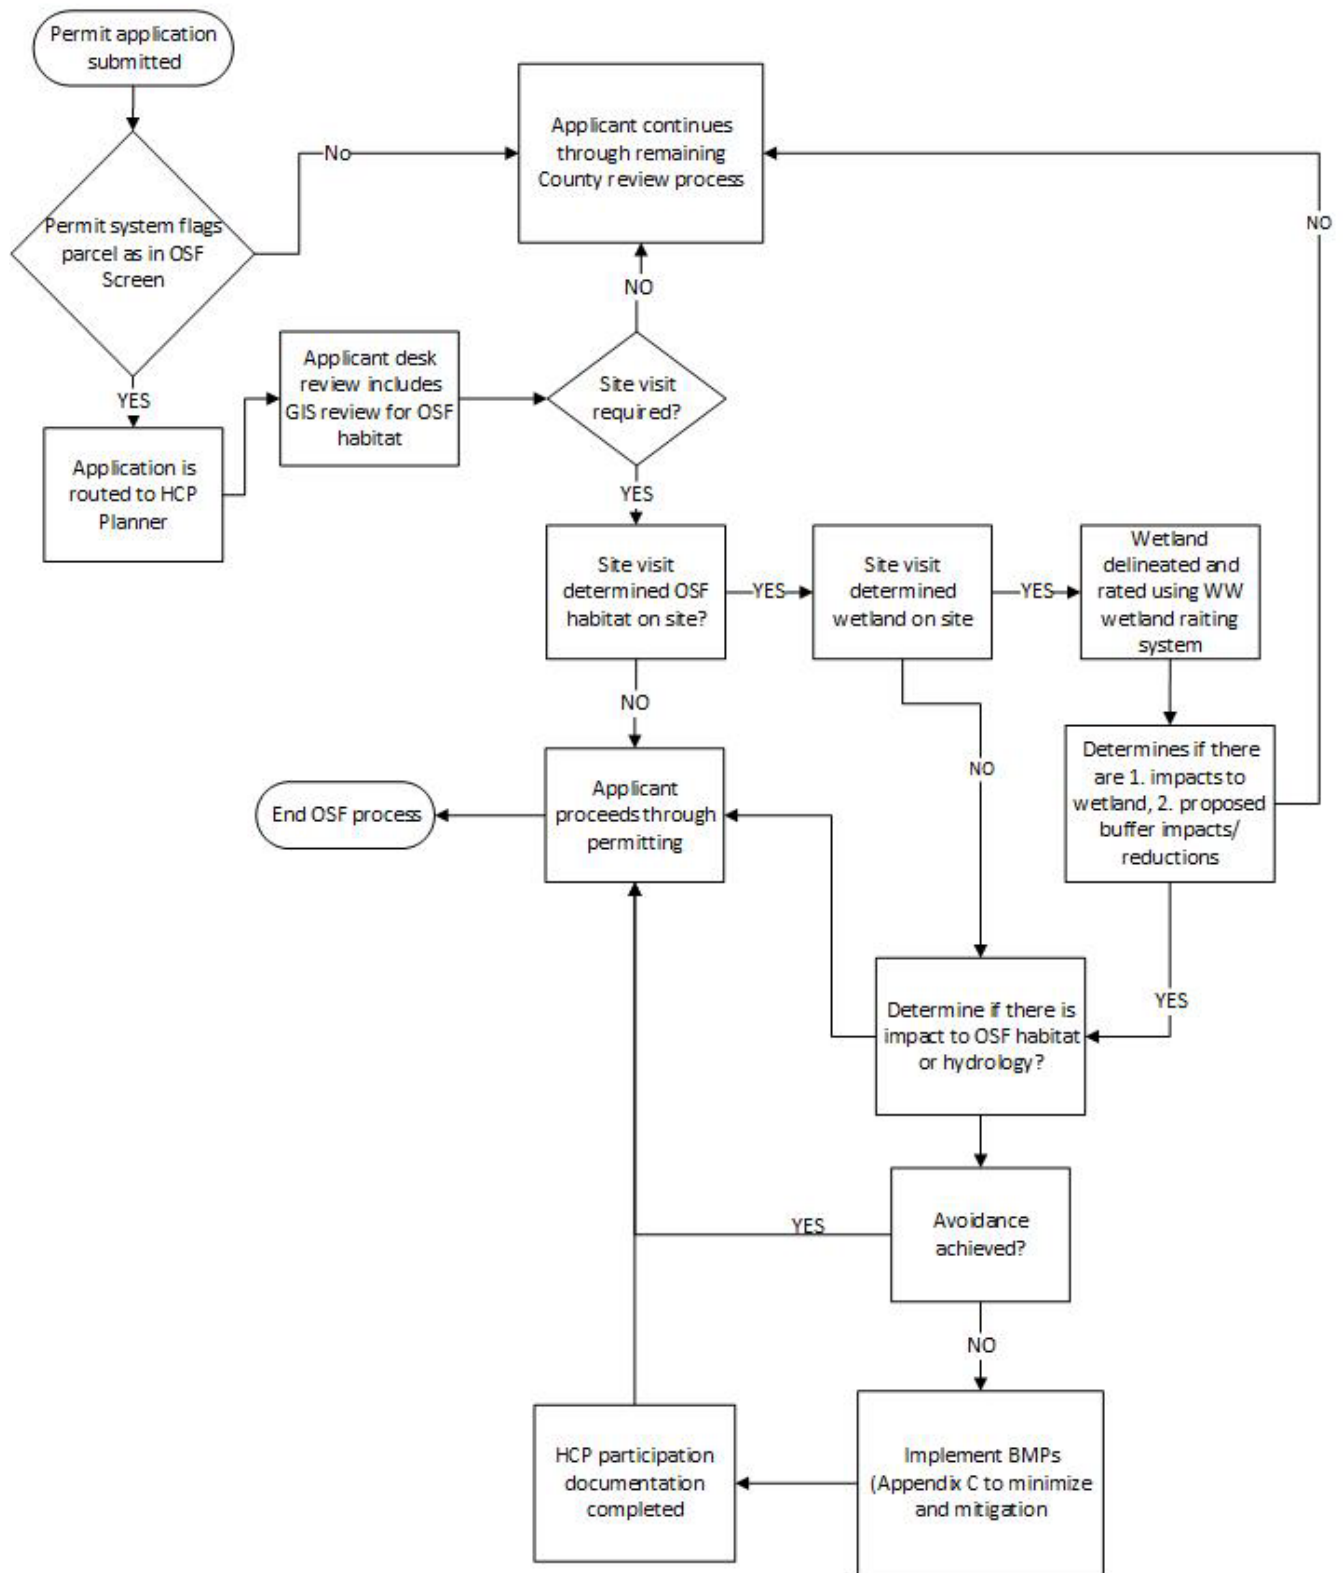 Permit application
submitted
Permit system flags
parcel as in OSF
Screen
No
Applicant continues
through remaining
County review process
NO
NO
YES
Application is
routed to HCP
Planner
Applicant desk
review includes
GIS review for OSF
habitat
Site visit
required?
YES
Site visit
determined OSF
habitat on site?
YES
Site visit
determined
wetland on site
YES
Wetland
delineated and
rated using WW
wetland raiting
system
NO
NO
Determines if there
are 1. impacts to
wetland, 2. proposed
buffer impacts/
reductions
End OSF process
Applicant
proceeds through
permitting
YES
Determine if there is
impact to OSF habitat
or hydrology?
Avoidance
achieved?
YES
NO
HCP participation
documentation
completed
Implement BMPs
(Appendix C to minimize
and mitigation